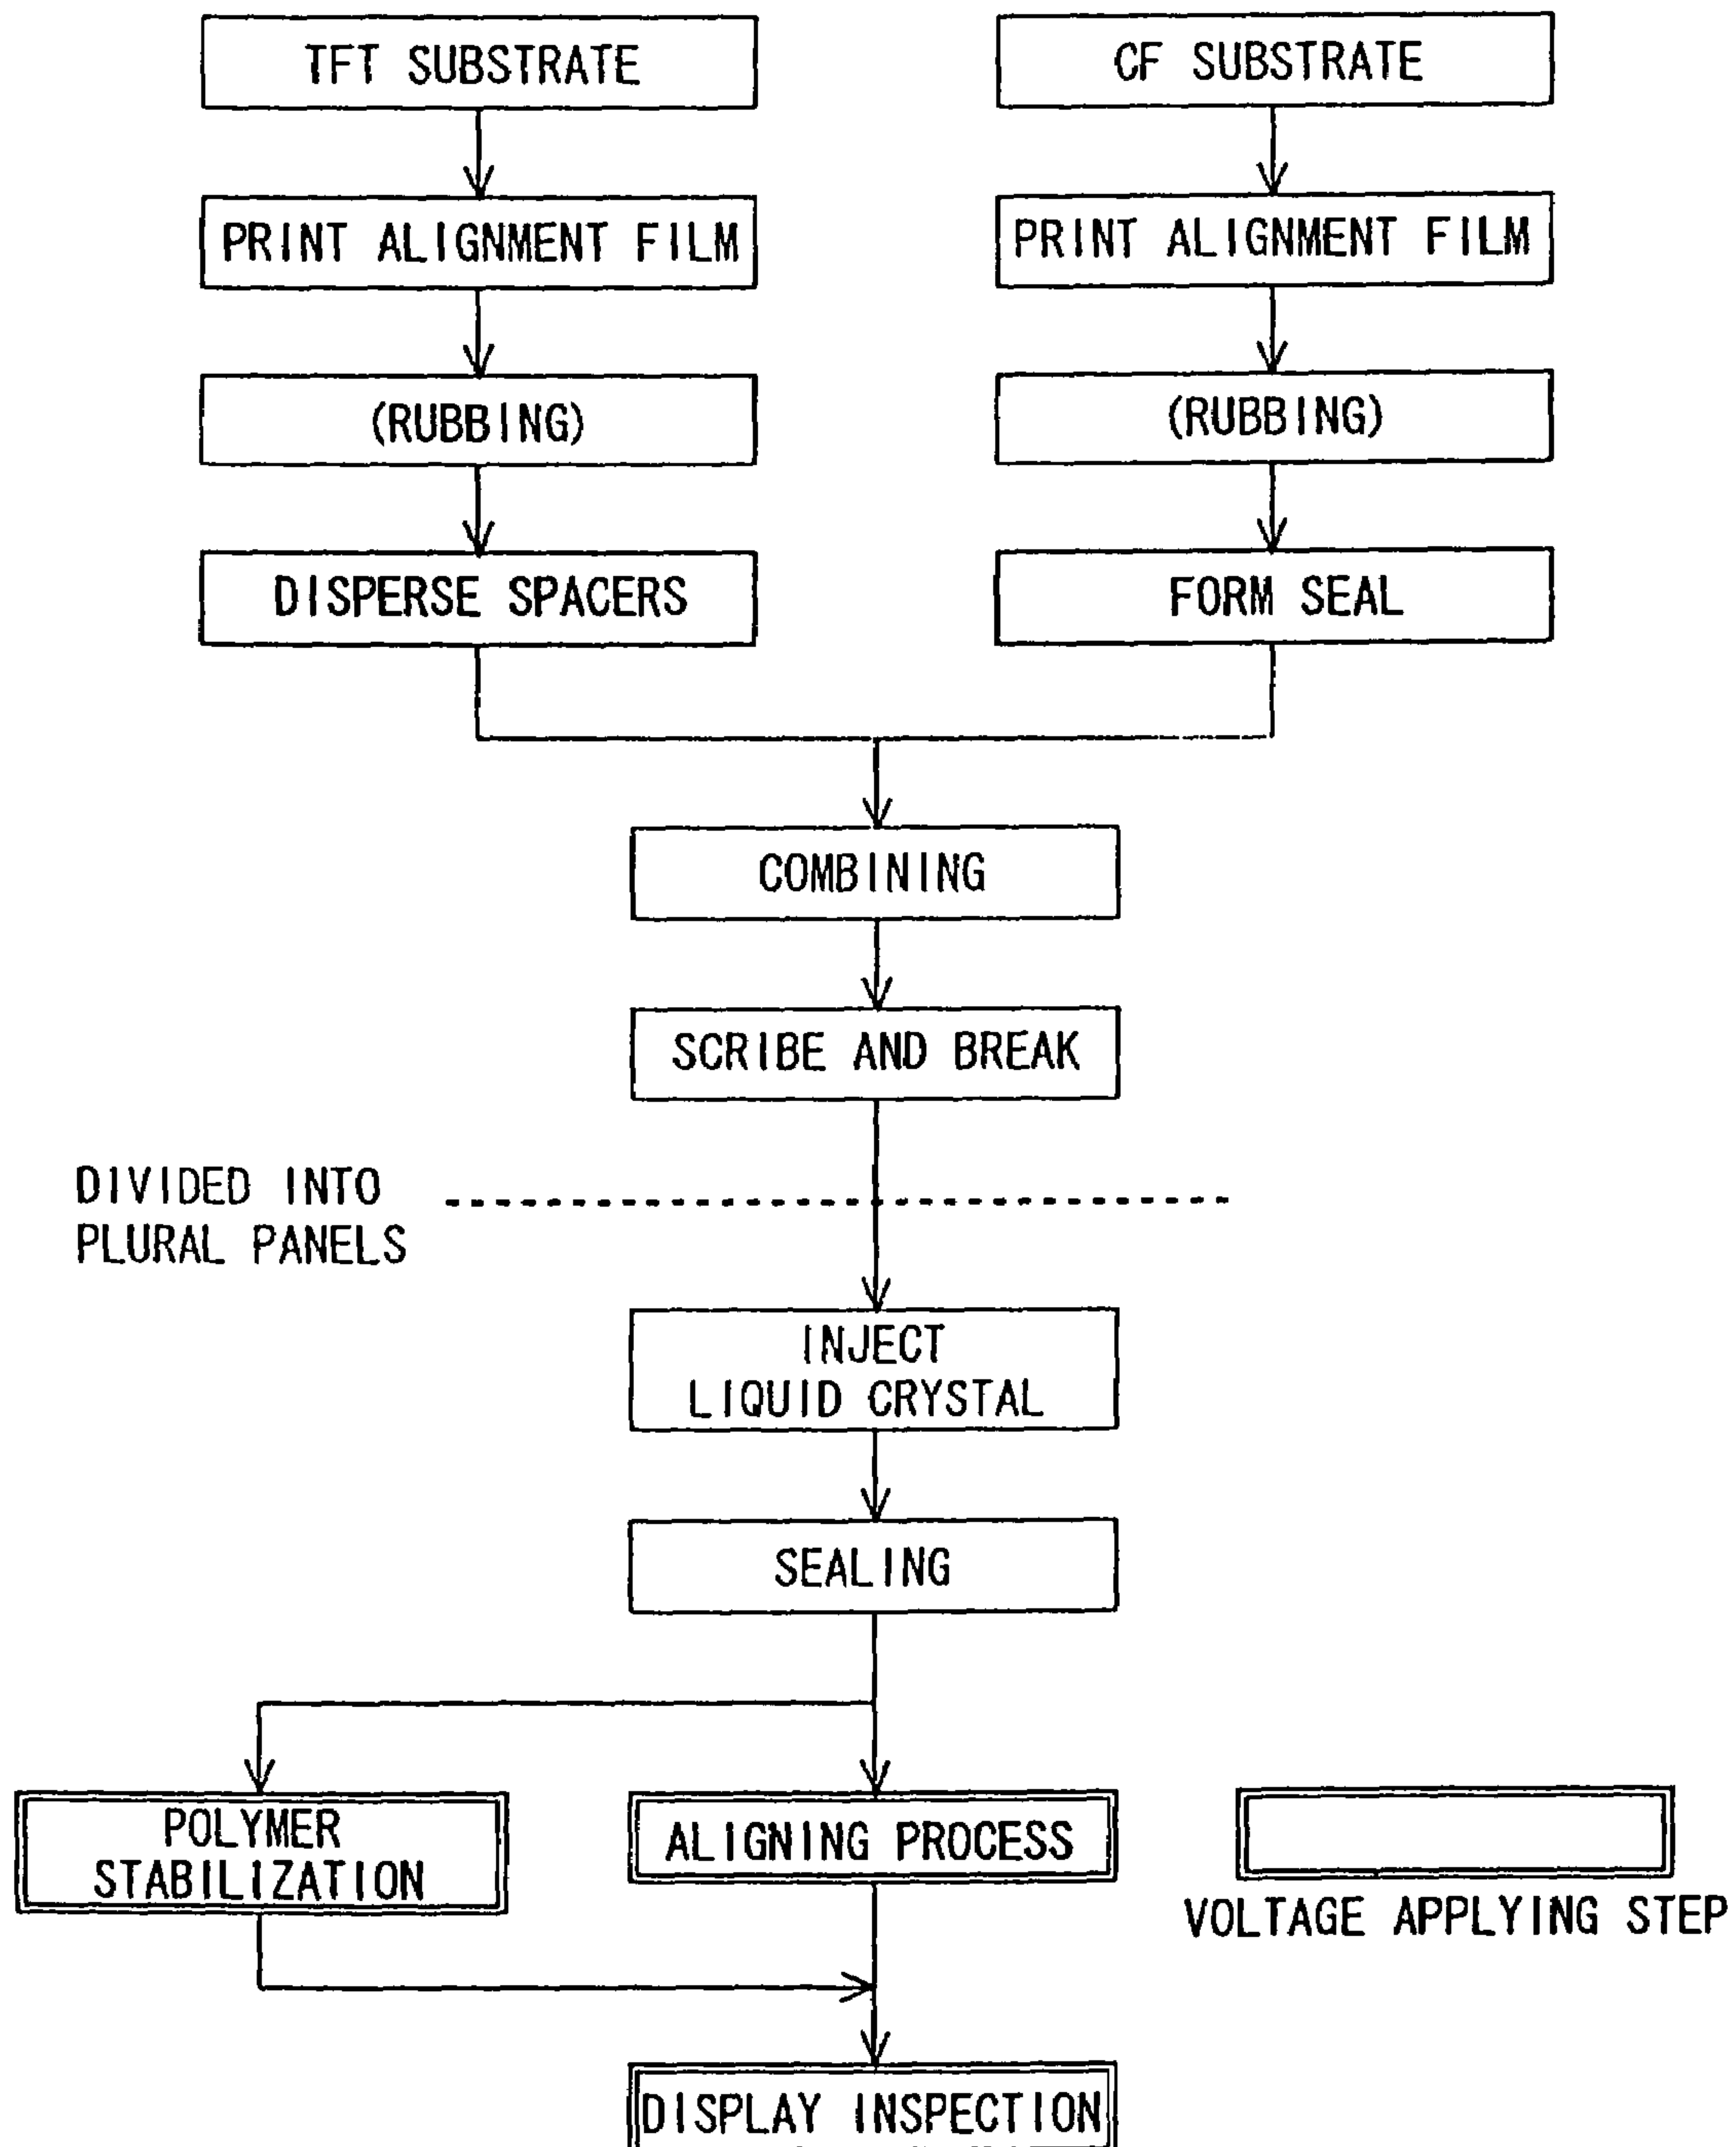 TFT SUBSTRATE
CF SUBSTRATE
PRINT ALIGNMENT FILM
PRINT ALIGNMENT FILM
(RUBBING)
(RUBBING)
DISPERSE SPACERS
FORM SEAL
COMBINING
SCRIBE AND BREAK
DIVIDED INTO
PLURAL PANELS
INJECT
LIQUID CRYSTAL
SEALING
POLYMER
STABILIZATION
ALIGNING PROCESS
VOLTAGE APPLYING STEP
DISPLAY INSPECTION